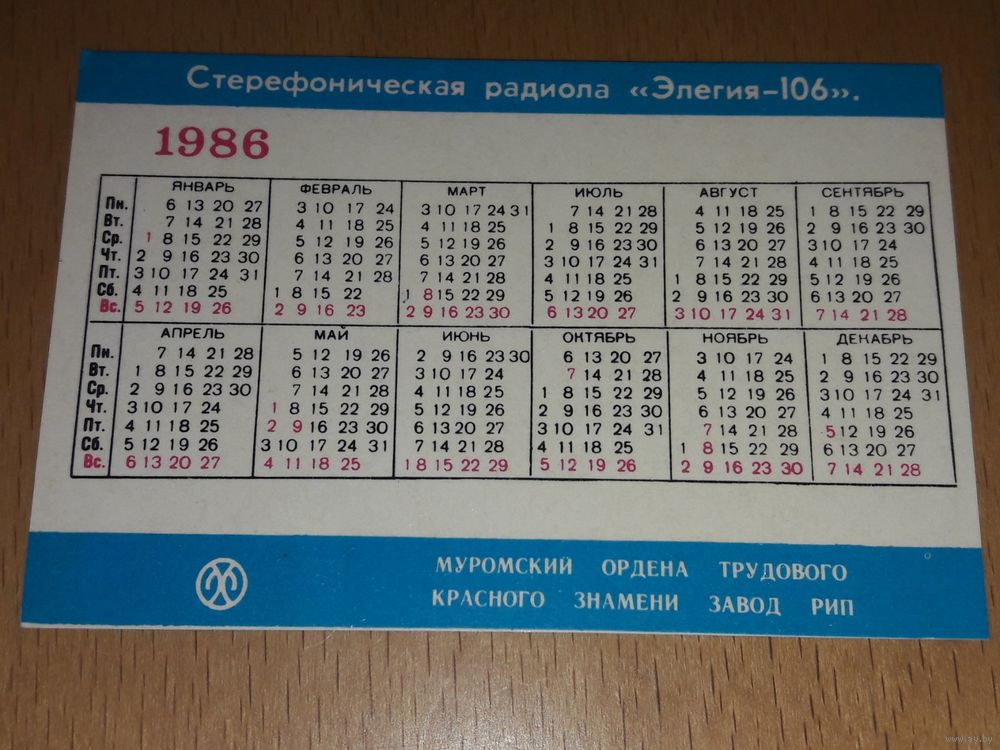 Стерефоническая радиола «Элегия–106».
1986
ЯНВАРЬ ФЕВРАЛЬ МАРТ ИЮЛЬ АВГУСТ СЕНТЯБРЬ
Пн. 6 13 20 27 3 10 17 24 3 10 17 24 31 7 14 21 28 4 11 18 25 1 8 15 22 29
Вт. 7 14 21 28 4 11 18 25 4 11 18 25 1 8 15 22 29 5 12 19 26 2 9 16 23 30
Ср. 1 8 15 22 29 5 12 19 26 5 12 19 26 2 9 16 23 30 6 13 20 27 3 10 17 24
Чт. 2 9 16 23 30 6 13 20 27 6 13 20 27 3 10 17 24 31 7 14 21 28 4 11 18 25
Пт. 3 10 17 24 31 7 14 21 28 7 14 21 28 4 11 18 25 1 8 15 22 29 5 12 19 26
Сб. 4 11 18 25 1 8 15 22 1 8 15 22 29 5 12 19 26 2 9 16 23 30 6 13 20 27
Вс. 5 12 19 26 2 9 16 23 2 9 16 23 30 6 13 20 27 3 10 17 24 31 7 14 21 28
АПРЕЛЬ МАЙ ИЮНЬ ОКТЯБРЬ НОЯБРЬ ДЕКАБРЬ
Пн. 7 14 21 28 5 12 19 26 2 9 16 23 30 6 13 20 27 3 10 17 24 1 8 15 22 29
Вт. 1 8 15 22 29 6 13 20 27 3 10 17 24 7 14 21 28 4 11 18 25 2 9 16 23 30
Ср. 2 9 16 23 30 7 14 21 28 4 11 18 25 1 8 15 22 29 5 12 19 26 3 10 17 24 31
Чт. 3 10 17 24 1 8 15 22 29 5 12 19 26 2 9 16 23 30 6 13 20 27 4 11 18 25
Пт. 4 11 18 25 2 9 16 23 30 6 13 20 27 3 10 17 24 31 7 14 21 28 5 12 19 26
Сб. 5 12 19 26 3 10 17 24 31 7 14 21 28 4 11 18 25 1 8 15 22 29 6 13 20 27
Вс. 6 13 20 27 4 11 18 25 1 8 15 22 29 5 12 19 26 2 9 16 23 30 7 14 21 28
МУРОМСКИЙ ОРДЕНА ТРУДОВОГО
КРАСНОГО ЗНАМЕНИ ЗАВОД РИП
www.ay.by